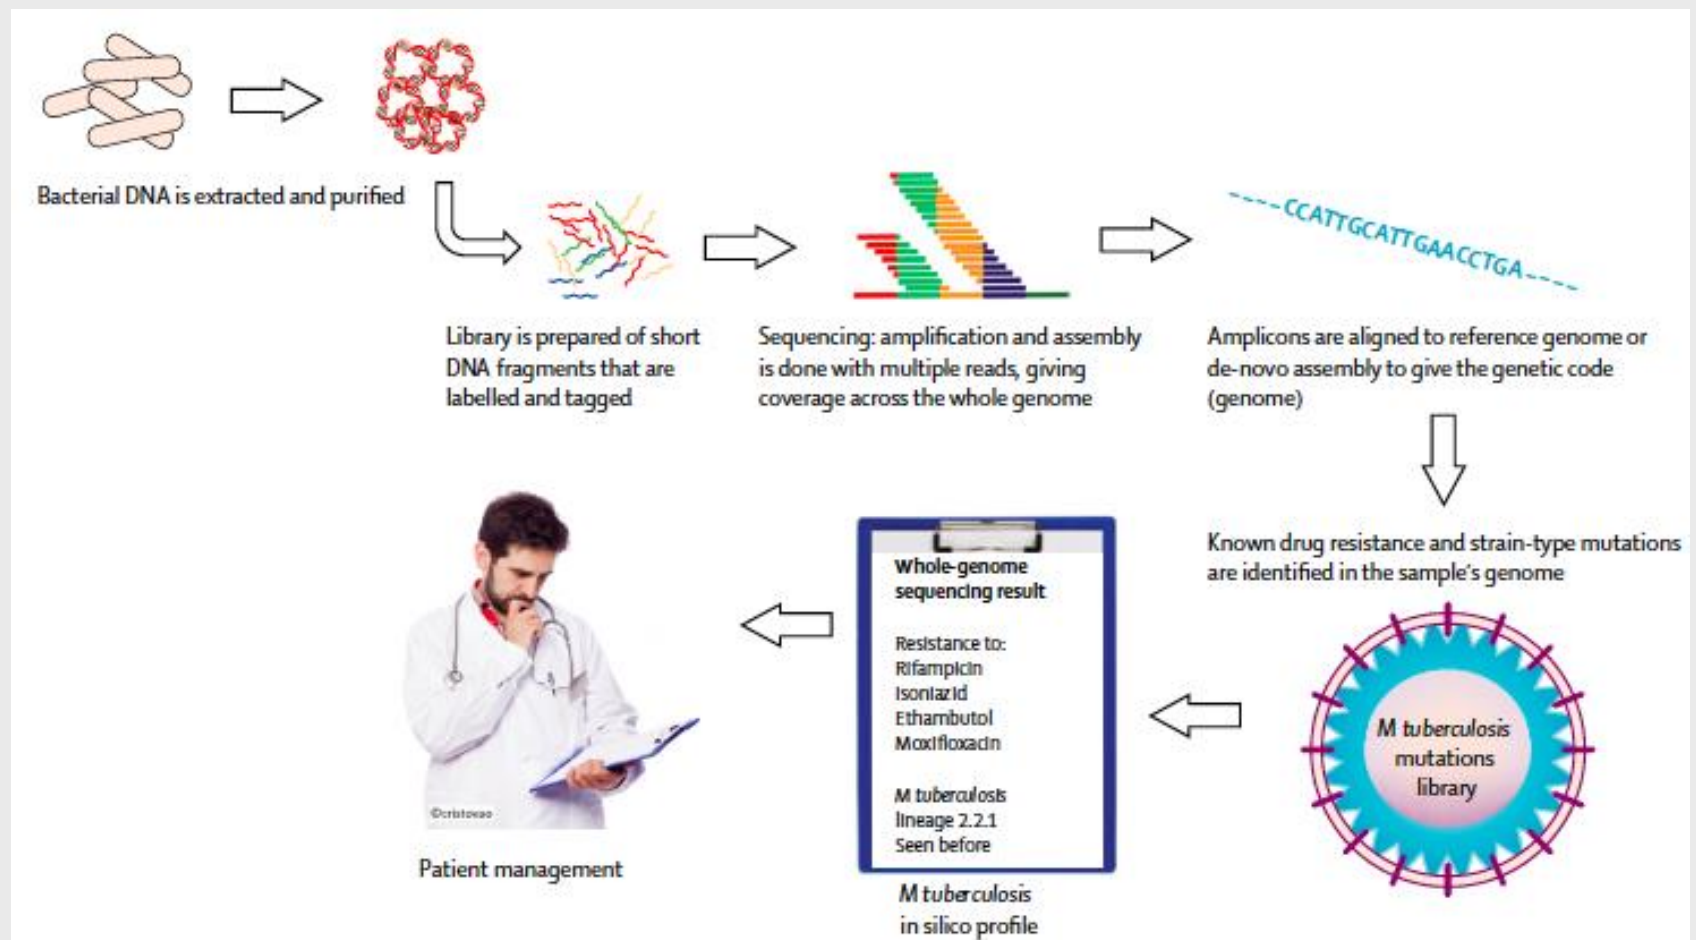 Bacterial DNA is extracted and purified
Library is prepared of short
DNA fragments that are
labelled and tagged
Sequencing: amplification and assembly
is done with multiple reads, giving
coverage across the whole genome
CCATTGCATTGAACCTGA
Amplicons are aligned to reference genome or
de-novo assembly to give the genetic code
(genome)
Known drug resistance and strain-type mutations
are identified in the sample's genome
M tuberculosis
mutations
library
Whole-genome
sequencing result
Resistance to:
Rifampicin
Isoniazid
Ethambutol
Moxifloxacin
M tuberculosis
lineage 2.2.1
Seen before
M tuberculosis
in silico profile
©cristovao
Patient management